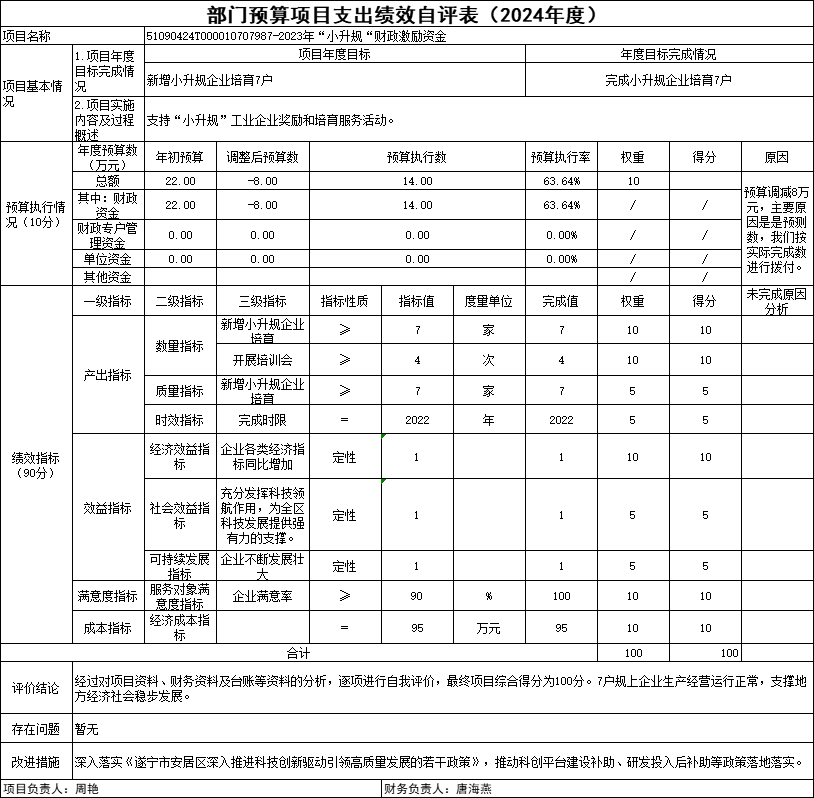 部门预算项目支出绩效自评表（2024年度）
项目名称 51090424T000010707987-2023年“小升规“财政激励资金
项目基本情况 1.项目年度目标完成情况 项目年度目标 年度目标完成情况
新增小升规企业培育7户 完成小升规企业培育7户
2.项目实施内容及过程概述 支持“小升规”工业企业奖励和培育服务活动。
预算执行情况（10分） 年度预算数（万元） 年初预算 调整后预算数 预算执行数 预算执行率 权重 得分 原因
总额 22.00 -8.00 14.00 63.64% 10 预算调减8万元，主要原因是是预测数，我们按实际完成数进行拨付。
其中：财政资金 22.00 -8.00 14.00 63.64% / /
财政专户管理资金 0.00 0.00 0.00 0.00% / /
单位资金 0.00 0.00 0.00 0.00% / /
其他资金 / /
绩效指标（90分） 一级指标 二级指标 三级指标 指标性质 指标值 度量单位 完成值 权重 得分 未完成原因分析
产出指标 数量指标 新增小升规企业培育 ≥ 7 家 7 10 10
开展培训会 ≥ 4 次 4 10 10
质量指标 新增小升规企业培育 ≥ 7 家 7 5 5
时效指标 完成时限 = 2022 年 2022 5 5
效益指标 经济效益指标 企业各类经济指标同比增加 定性 1 1 10 10
社会效益指标 充分发挥科技领航作用，为全区科技发展提供强有力的支撑。 定性 1 1 5 5
可持续发展指标 企业不断发展壮大 定性 1 1 5 5
满意度指标 服务对象满意度指标 企业满意率 ≥ 90 % 100 10 10
成本指标 经济成本指标 = 95 万元 95 10 10
合计 100 100
评价结论 经过对项目资料、财务资料及台账等资料的分析，逐项进行自我评价，最终项目综合得分为100分。7户规上企业生产经营运行正常，支撑地方经济社会稳步发展。
存在问题 暂无
改进措施 深入落实《遂宁市安居区深入推进科技创新驱动引领高质量发展的若干政策》，推动科创平台建设补助、研发投入后补助等政策落地落实。
项目负责人：周艳 财务负责人：唐海燕